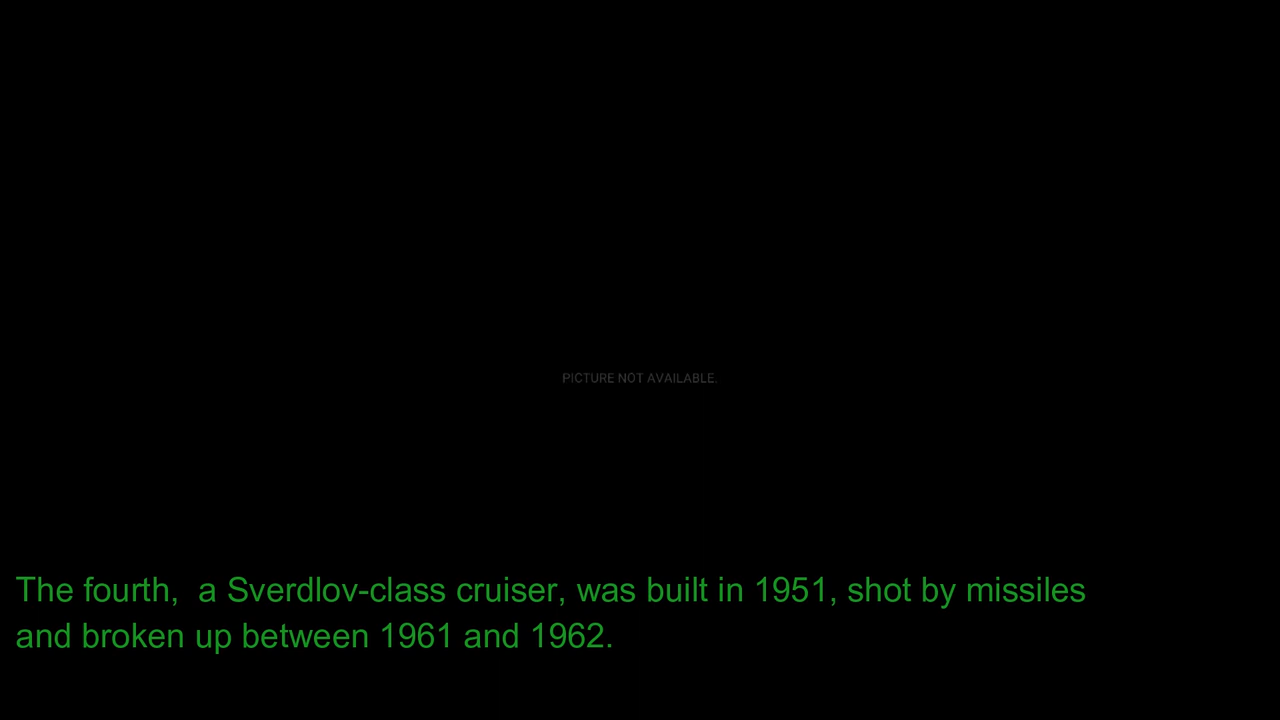 PICTURE NOT AVAILABLE.
The fourth,  a Sverdlov-class cruiser, was built in 1951, shot by missiles
and broken up between 1961 and 1962.